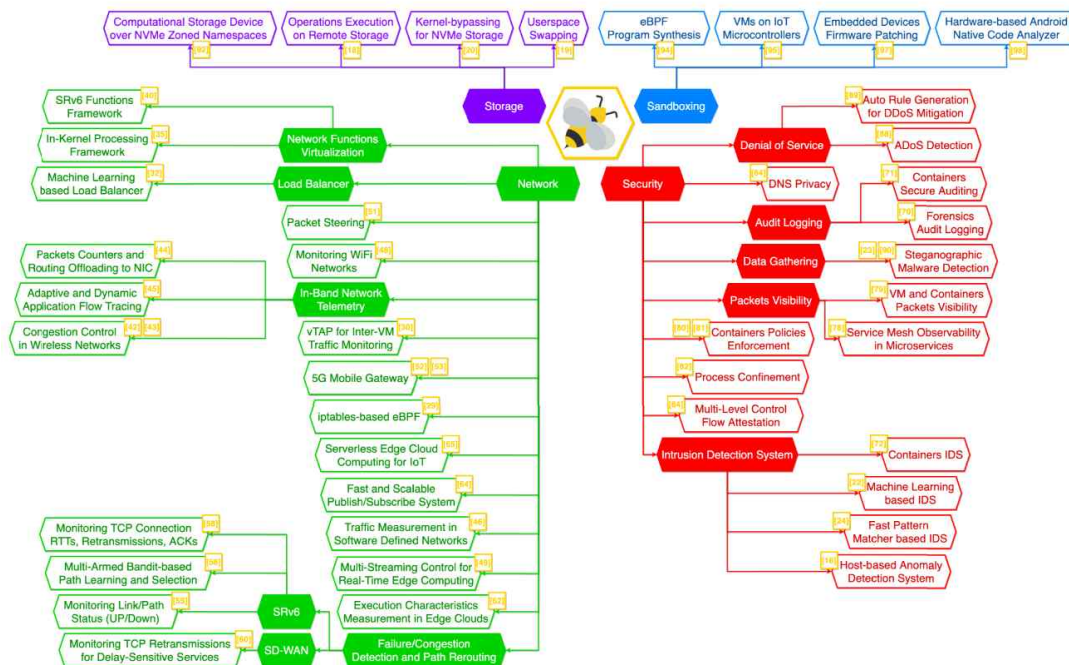 Computational Storage Device
over NVMe Zoned Namespaces
[92]
Operations Execution
on Remote Storage
[18]
Kernel-bypassing
for NVMe Storage
[20]
Userspace
Swapping
[19]
eBPF
Program Synthesis
[94]
VMs on IoT
Microcontrollers
[95]
Embedded Devices
Firmware Patching
[97]
Hardware-based Android
Native Code Analyzer
[98]
Storage
Sandboxing
SRv6 Functions
Framework
[40]
In-Kernel Processing
Framework
[35]
Machine Learning
based Load Balancer
[32]
Network Functions
Virtualization
Load Balancer
Network
Packet Steering
[51]
Monitoring WiFi
Networks
[48]
In-Band Network
Telemetry
Packets Counters and
Routing Offloading to NIC
[44]
Adaptive and Dynamic
Application Flow Tracing
[45]
Congestion Control
in Wireless Networks
[42] [43]
vTAP for Inter-VM
Traffic Monitoring
[30]
5G Mobile Gateway
[52] [53]
iptables-based eBPF
Serverless Edge Cloud
Computing for IoT
[65]
Fast and Scalable
Publish/Subscribe System
[64]
Traffic Measurement in
Software Defined Networks
[46]
Multi-Streaming Control for
Real-Time Edge Computing
[49]
Execution Characteristics
Measurement in Edge Clouds
[62]
Failure/Congestion
Detection and Path Rerouting
SRv6
SD-WAN
Monitoring TCP Connection
RTTs, Retransmissions, ACKs
Multi-Armed Bandit-based
Path Learning and Selection
Monitoring Link/Path
Status (UP/Down)
Monitoring TCP Retransmissions
for Delay-Sensitive Services
[60]
Security
Denial of Service
Auto Rule Generation
for DDoS Mitigation
[89]
ADoS Detection
[88]
DNS Privacy
Audit Logging
Containers
Secure Auditing
[71]
Forensics
Audit Logging
[70]
Data Gathering
Steganographic
Malware Detection
[23] [90]
Packets Visibility
VM and Containers
Packets Visibility
[79]
Service Mesh Observability
in Microservices
[78]
Containers Policies
Enforcement
[80] [81]
Process Confinement
[82]
Multi-Level Control
Flow Attestation
[84]
Intrusion Detection System
Containers IDS
[72]
Machine Learning
based IDS
[22]
Fast Pattern
Matcher based IDS
[24]
Host-based Anomaly
Detection System
[16]